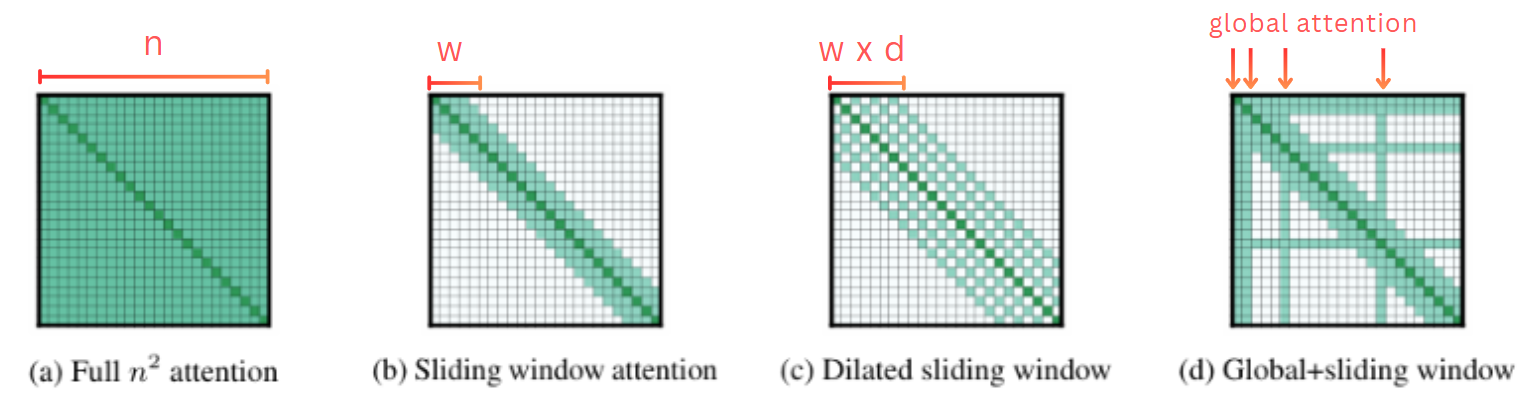 n
w
w x d
global attention
(a) Full n² attention
(b) Sliding window attention
(c) Dilated sliding window
(d) Global+sliding window